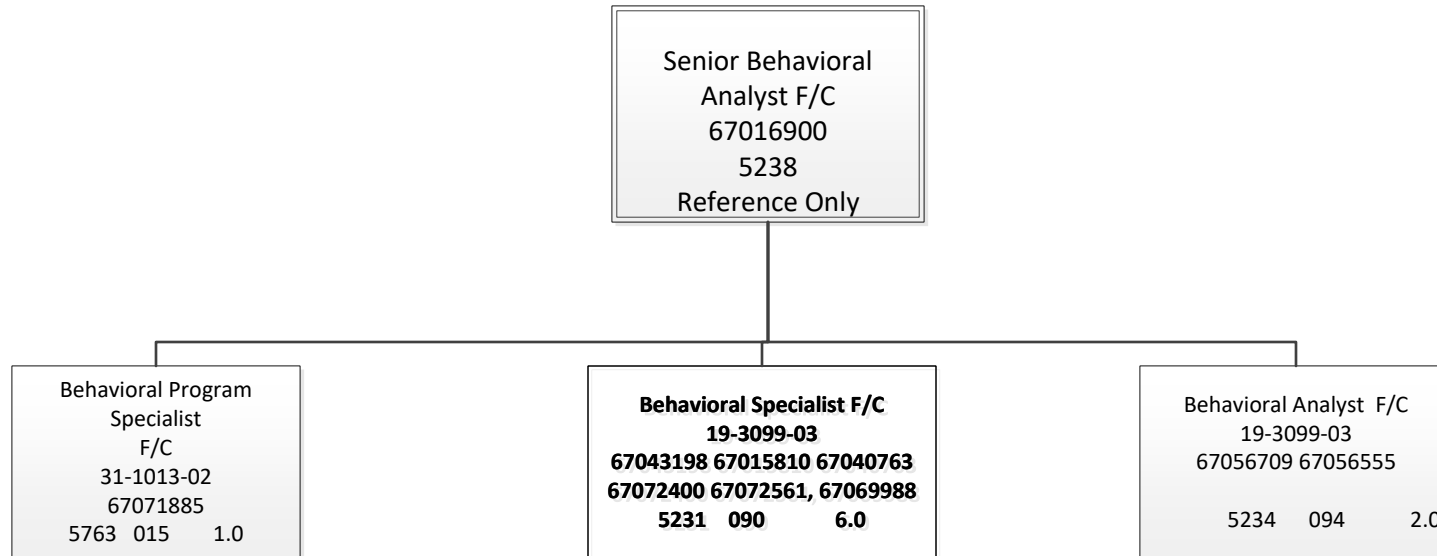 Senior Behavioral
Analyst F/C
67016900
5238
Reference Only
Behavioral Program
Specialist
F/C
31-1013-02
67071885
5763 015 1.0
Behavioral Specialist F/C
19-3099-03
67043198 67015810 67040763
67072400 67072561, 67069988
5231 090 6.0
Behavioral Analyst F/C
19-3099-03
67056709 67056555
5234 094 2.0